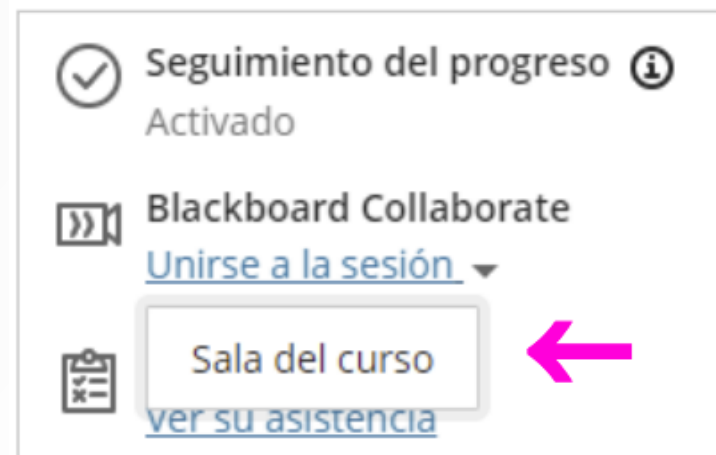 Seguimiento del progreso
Activado
Blackboard Collaborate
Unirse a la sesión
Sala del curso
Ver su asistencia